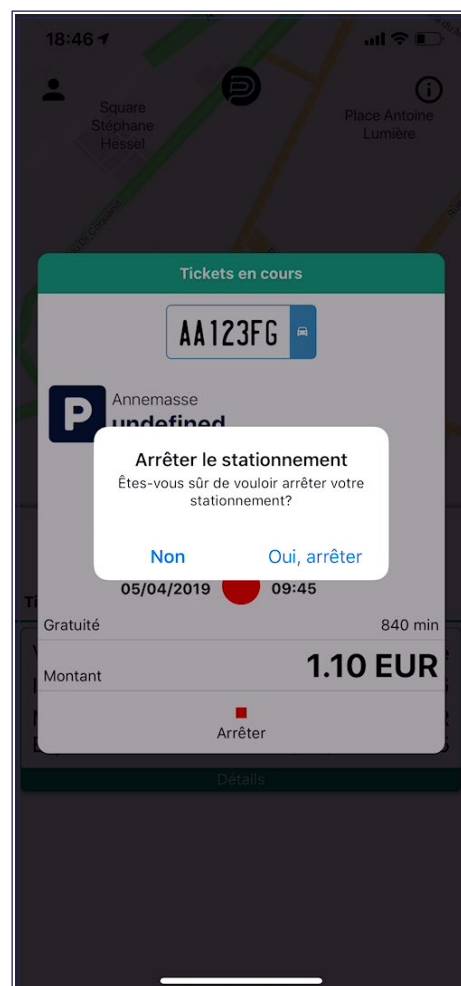 18:46
Square
Stéphane
Hessel
Place Antoine
Lumière
Tickets en cours
AA123FG
P
Annemasse
undefined
Arrêter le stationnement
Êtes-vous sûr de vouloir arrêter votre
stationnement?
Non
Oui, arrêter
05/04/2019
09:45
Gratuité
840 min
Montant
1.10 EUR
Arrêter
Détails